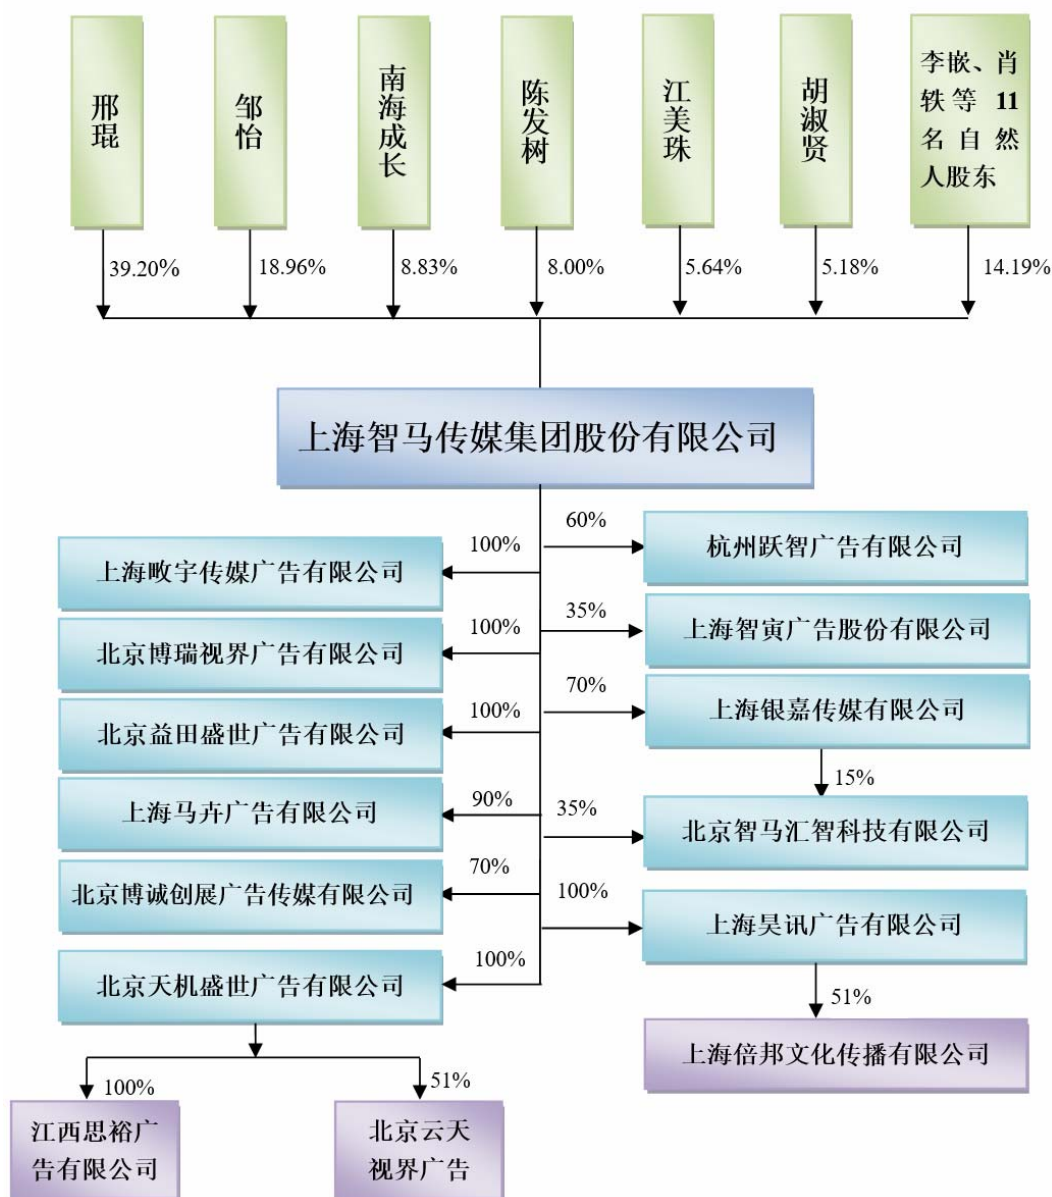 邢琨
邹怡
南海成长
陈发树
江美珠
胡淑贤
李嵌、肖
轶等 11
名自然
人股东
39.20%
18.96%
8.83%
8.00%
5.64%
5.18%
14.19%
上海智马传媒集团股份有限公司
60%
杭州跃智广告有限公司
100%
上海畋宇传媒广告有限公司
35%
上海智寅广告股份有限公司
100%
北京博瑞视界广告有限公司
70%
上海银嘉传媒有限公司
100%
北京益田盛世广告有限公司
15%
90%
上海马卉广告有限公司
35%
北京智马汇智科技有限公司
70%
北京博诚创展广告传媒有限公司
100%
上海昊讯广告有限公司
100%
北京天机盛世广告有限公司
51%
上海倍邦文化传播有限公司
100%
江西思裕广
告有限公司
51%
北京云天
视界广告